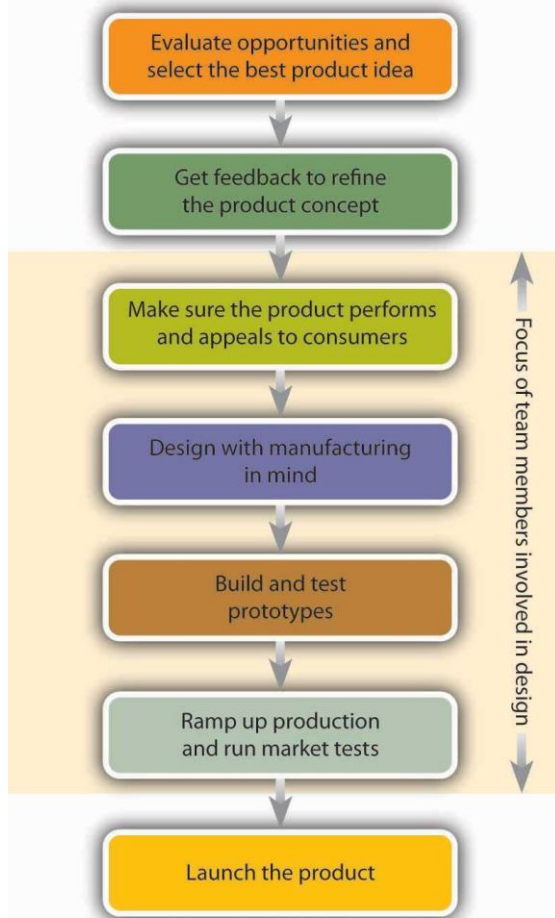 Evaluate opportunities and
select the best product idea
Get feedback to refine
the product concept
Make sure the product performs
and appeals to consumers
Design with manufacturing
in mind
Build and test
prototypes
Ramp up production
and run market tests
Launch the product
Focus of team members involved in design